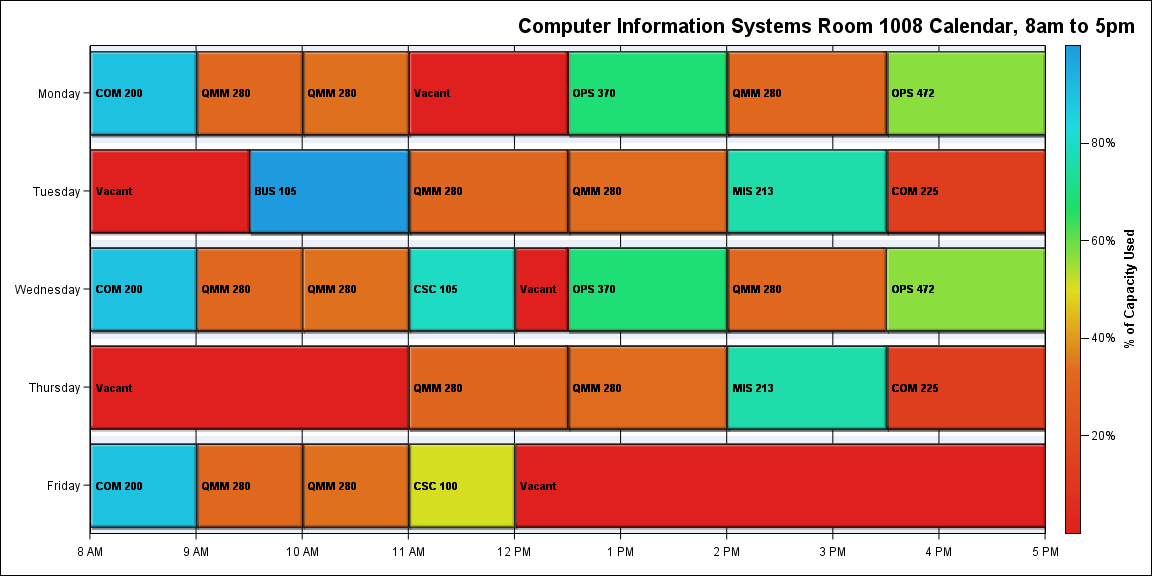 Computer Information Systems Room 1008 Calendar, 8am to 5pm
Monday
COM 200
QMM 280
QMM 280
Vacant
OPS 370
QMM 280
OPS 472
Tuesday
Vacant
BUS 105
QMM 280
QMM 280
MIS 213
COM 225
Wednesday
COM 200
QMM 280
QMM 280
CSC 105
Vacant
OPS 370
QMM 280
OPS 472
Thursday
Vacant
QMM 280
QMM 280
MIS 213
COM 225
Friday
COM 200
QMM 280
QMM 280
CSC 100
Vacant
8 AM
9 AM
10 AM
11 AM
12 PM
1 PM
2 PM
3 PM
4 PM
5 PM
80%
60%
40%
20%
% of Capacity Used